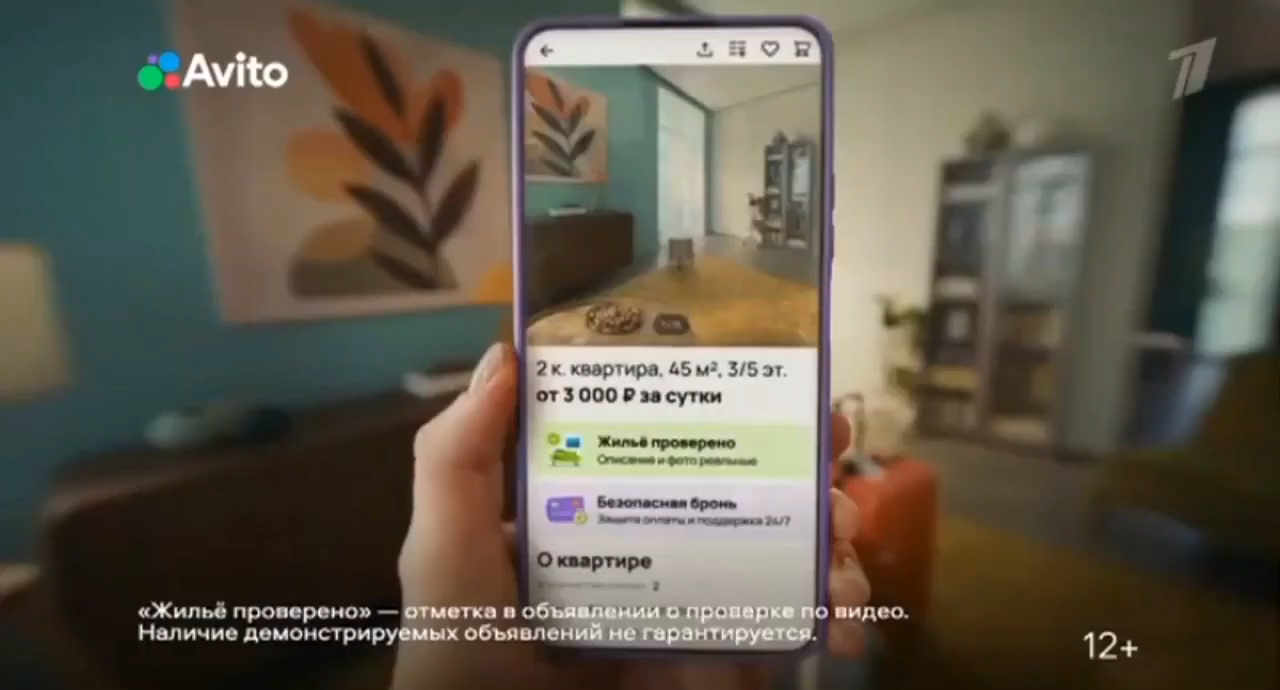 Avito
2 к. квартира, 45 м², 3/5 эт.
от 3 000 ₽ за сутки
Жильё проверено
Описание и фото реальные
Безопасная бронь
Защита оплаты и поддержка 24/7
О квартире
2
«Жильё проверено» — отметка в объявлении о проверке по видео.
Наличие демонстрируемых объявлений не гарантируется.
12+